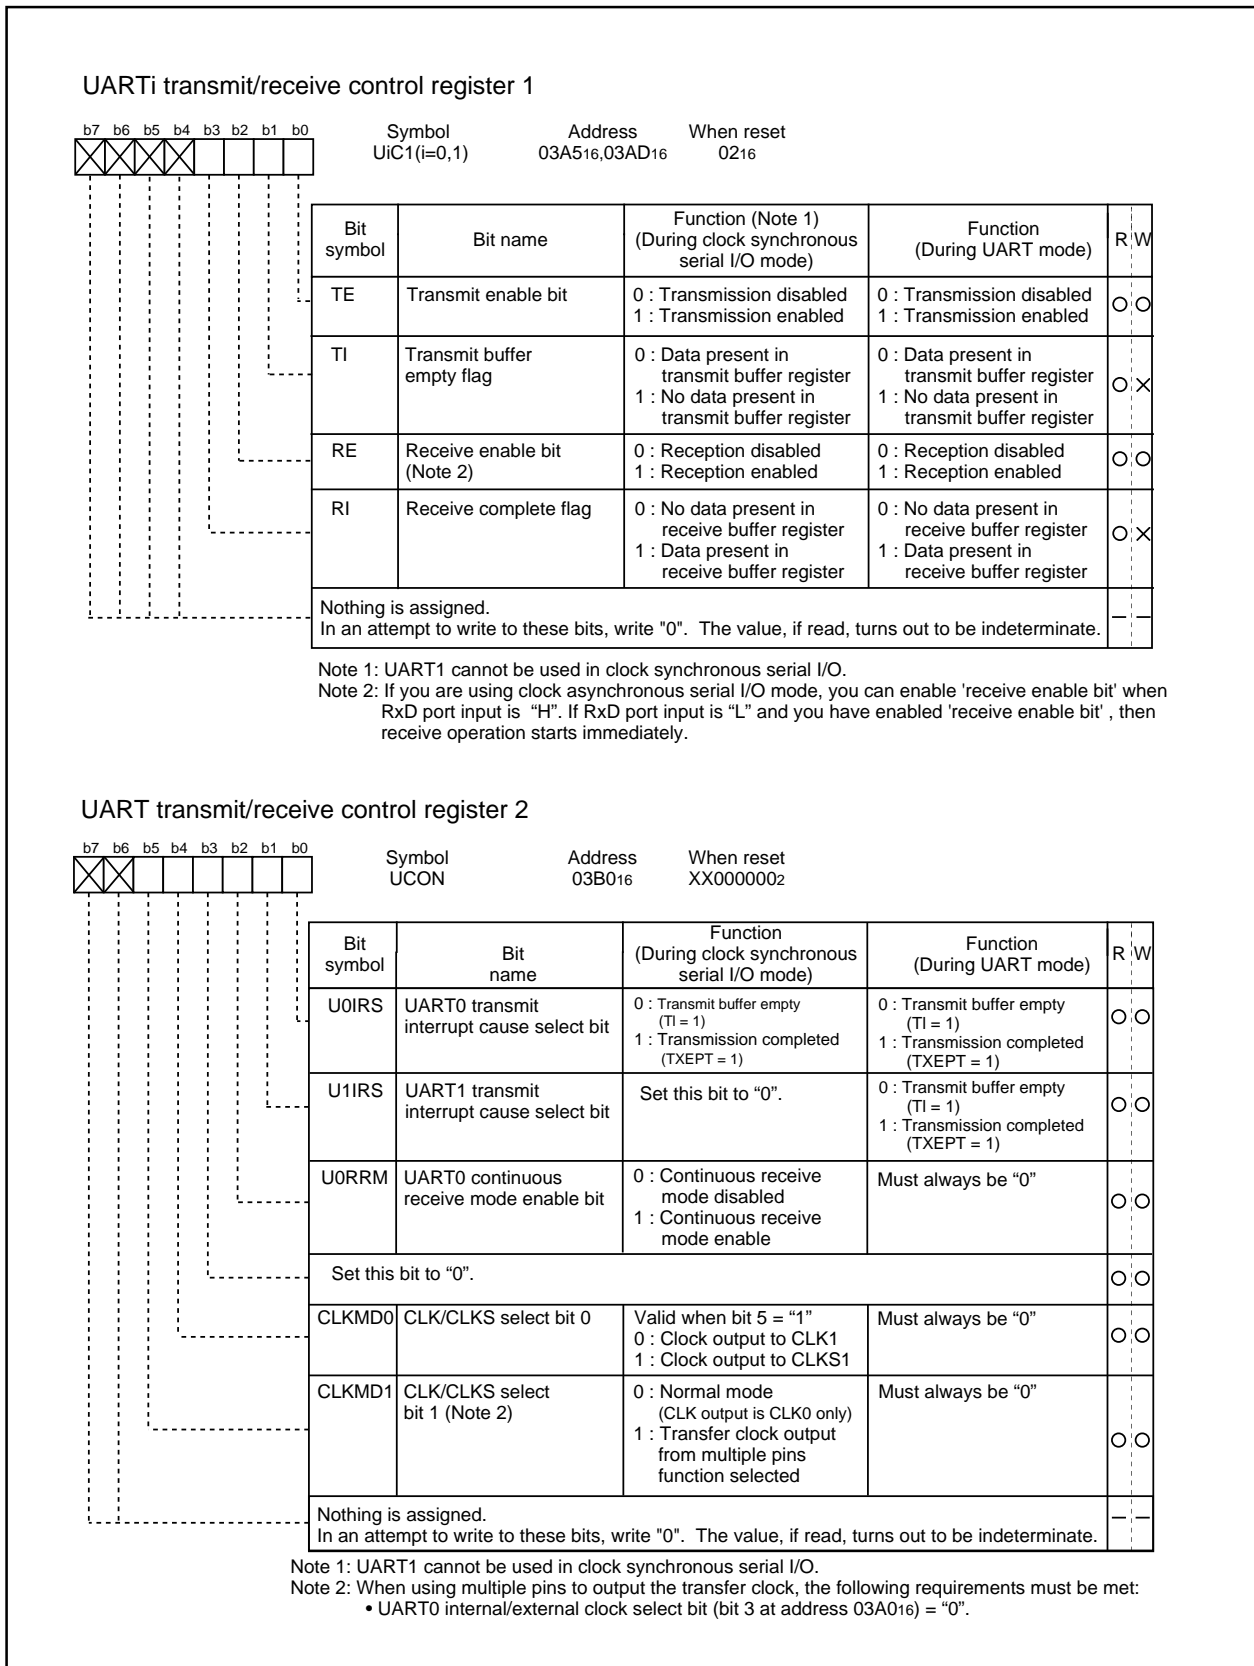 UARTi transmit/receive control register 1
b7 b6 b5 b4 b3 b2 b1 b0
Symbol Address When reset
UiC1(i=0,1) 03A516,03AD16 0216
Bit symbol Bit name Function (Note 1) (During clock synchronous serial I/O mode) Function (During UART mode) R W
TE Transmit enable bit 0 : Transmission disabled 0 : Transmission disabled
1 : Transmission enabled 1 : Transmission enabled
TI Transmit buffer 0 : Data present in 0 : Data present in
empty flag transmit buffer register transmit buffer register
1 : No data present in 1 : No data present in
transmit buffer register transmit buffer register
RE Receive enable bit 0 : Reception disabled 0 : Reception disabled
(Note 2) 1 : Reception enabled 1 : Reception enabled
RI Receive complete flag 0 : No data present in 0 : No data present in
receive buffer register receive buffer register
1 : Data present in 1 : Data present in
receive buffer register receive buffer register
Nothing is assigned.
In an attempt to write to these bits, write "0". The value, if read, turns out to be indeterminate.
Note 1: UART1 cannot be used in clock synchronous serial I/O.
Note 2: If you are using clock asynchronous serial I/O mode, you can enable 'receive enable bit' when
RxD port input is “H”. If RxD port input is “L” and you have enabled 'receive enable bit' , then
receive operation starts immediately.
UART transmit/receive control register 2
b7 b6 b5 b4 b3 b2 b1 b0
Symbol Address When reset
UCON 03B016 XX0000002
Bit symbol Bit name Function (During clock synchronous serial I/O mode) Function (During UART mode) R W
U0IRS UART0 transmit 0 : Transmit buffer empty 0 : Transmit buffer empty
interrupt cause select bit (TI = 1) (TI = 1)
1 : Transmission completed 1 : Transmission completed
(TXEPT = 1) (TXEPT = 1)
U1IRS UART1 transmit Set this bit to “0”. 0 : Transmit buffer empty
interrupt cause select bit (TI = 1)
1 : Transmission completed
(TXEPT = 1)
U0RRM UART0 continuous 0 : Continuous receive Must always be “0”
receive mode enable bit mode disabled
1 : Continuous receive
mode enable
Set this bit to “0”.
CLKMD0 CLK/CLKS select bit 0 Valid when bit 5 = “1” Must always be “0”
0 : Clock output to CLK1
1 : Clock output to CLKS1
CLKMD1 CLK/CLKS select 0 : Normal mode Must always be “0”
bit 1 (Note 2) (CLK output is CLK0 only)
1 : Transfer clock output
from multiple pins
function selected
Nothing is assigned.
In an attempt to write to these bits, write "0". The value, if read, turns out to be indeterminate.
Note 1: UART1 cannot be used in clock synchronous serial I/O.
Note 2: When using multiple pins to output the transfer clock, the following requirements must be met:
• UART0 internal/external clock select bit (bit 3 at address 03A016) = “0”.